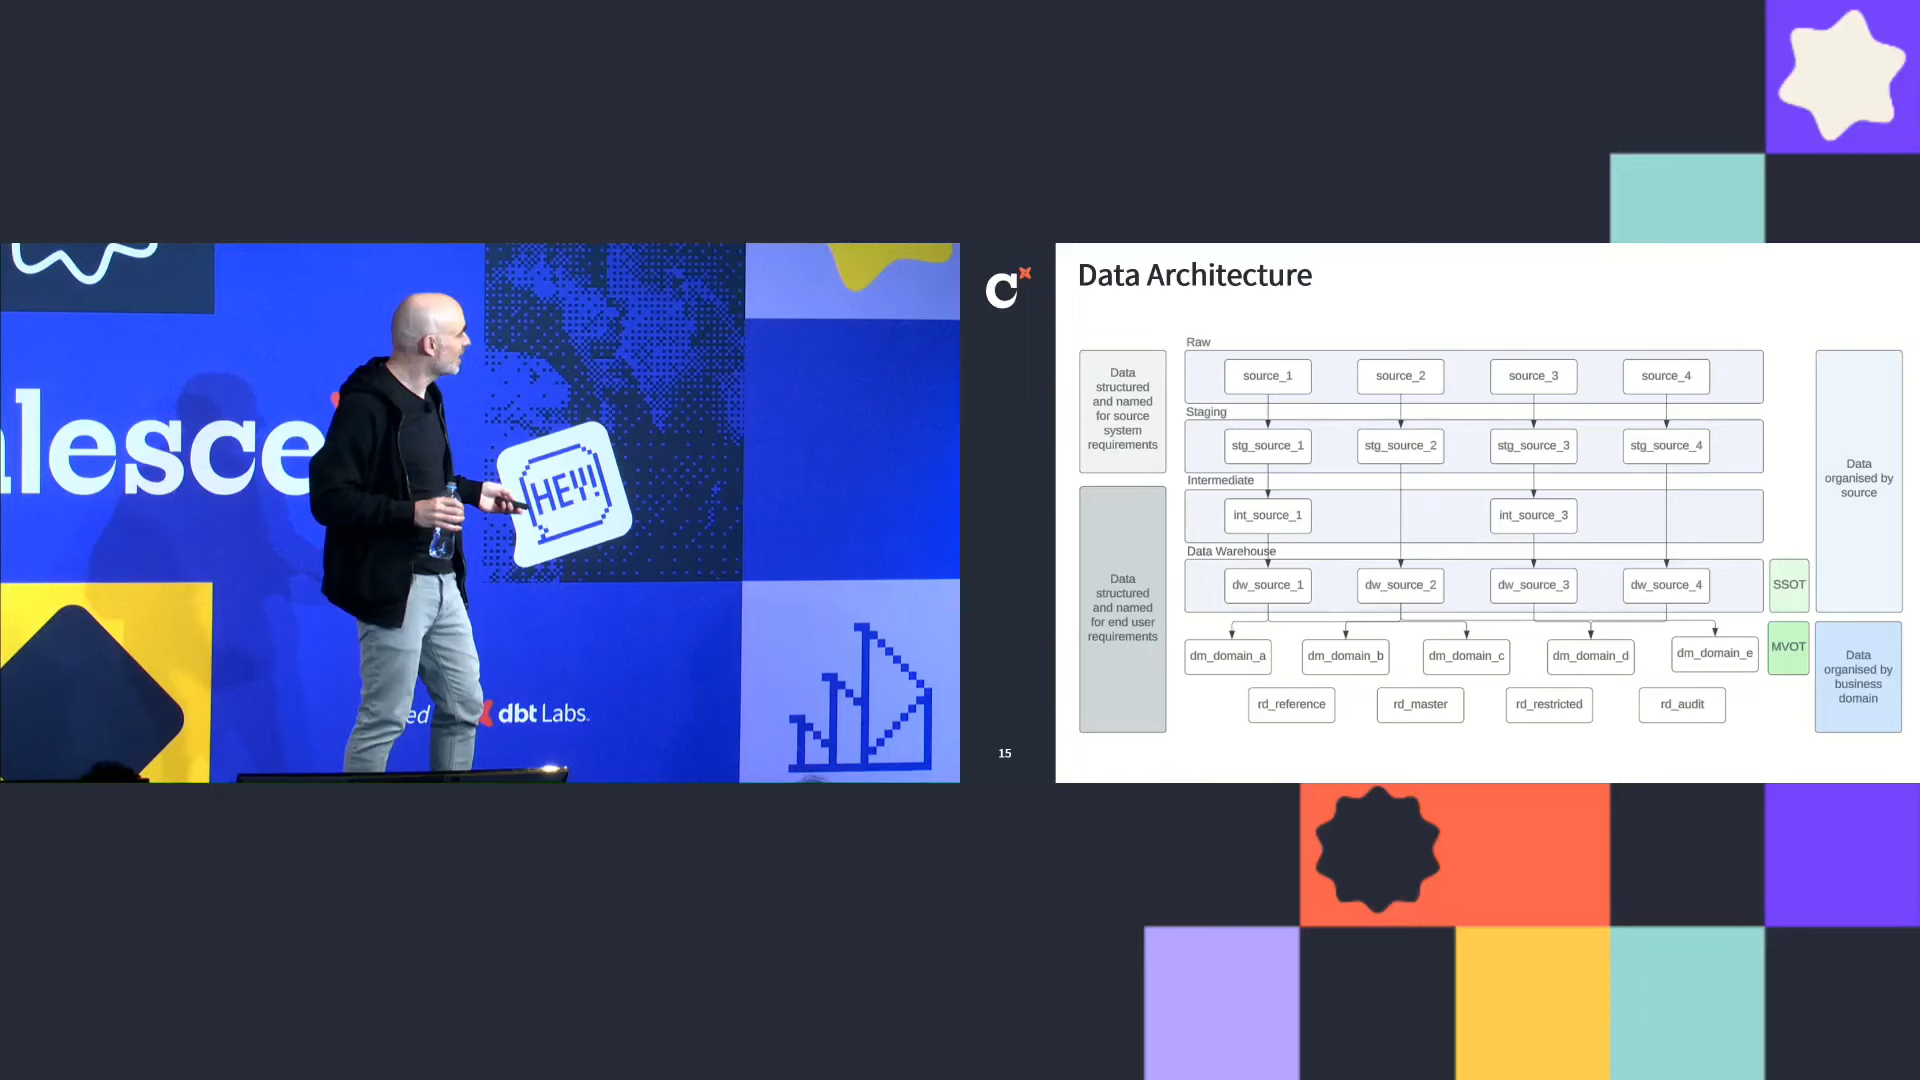 lesce
HEY!!
ed
dbt Labs
c
15
Data Architecture
Raw
source_1
source_2
source_3
source_4
Staging
stg_source_1
stg_source_2
stg_source_3
stg_source_4
Intermediate
int_source_1
int_source_3
Data Warehouse
dw_source_1
dw_source_2
dw_source_3
dw_source_4
dm_domain_a
dm_domain_b
dm_domain_c
dm_domain_d
dm_domain_e
rd_reference
rd_master
rd_restricted
rd_audit
Data
structured
and named
for source
system
requirements
Data
structured
and named
for end user
requirements
SSOT
MVOT
Data
organised by
source
Data
organised by
business
domain